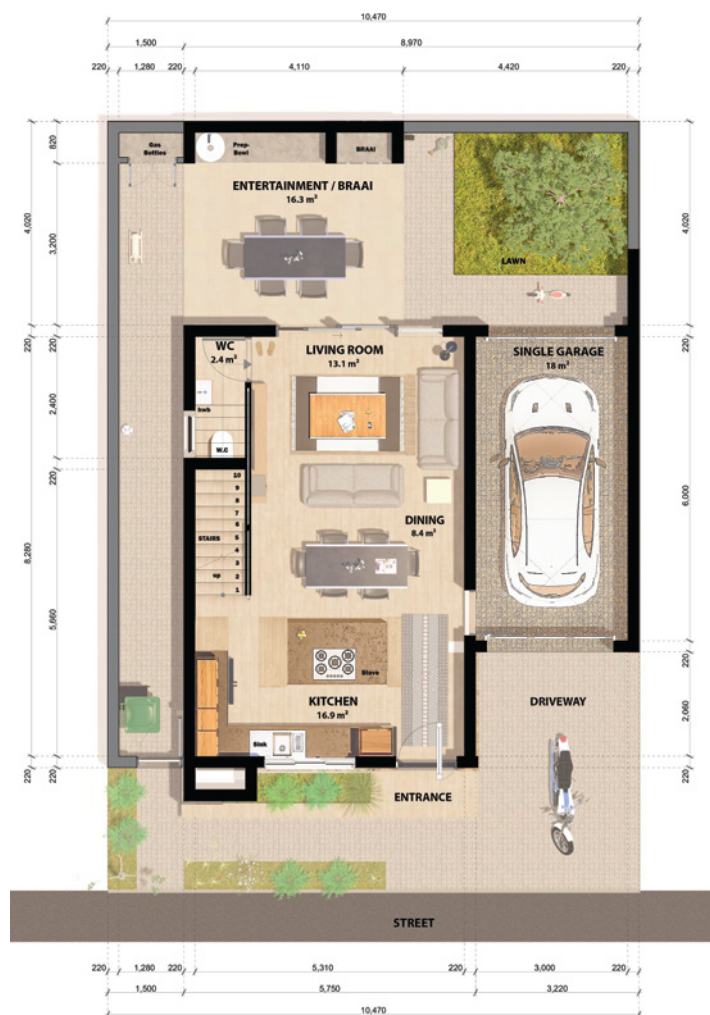 10,470
1,500
8,970
220
1,280
220
4,110
4,420
220
820
4,020
3,200
4,020
Gas
Bottles
Prep-
Bowl
BRAAI
ENTERTAINMENT / BRAAI
16.3 m²
LAWN
220
220
220
WC
2.4 m²
LIVING ROOM
13.1 m²
SINGLE GARAGE
18 m²
2,400
hwb
W.C
220
10
9
8
7
6
5
4
3
2
1
STAIRS
up
DINING
8.4 m²
6,000
8,280
5,660
Stove
220
KITCHEN
16.9 m²
DRIVEWAY
2,060
Sink
220
220
220
ENTRANCE
STREET
220
1,280
220
5,310
220
3,000
220
1,500
5,750
3,220
10,470